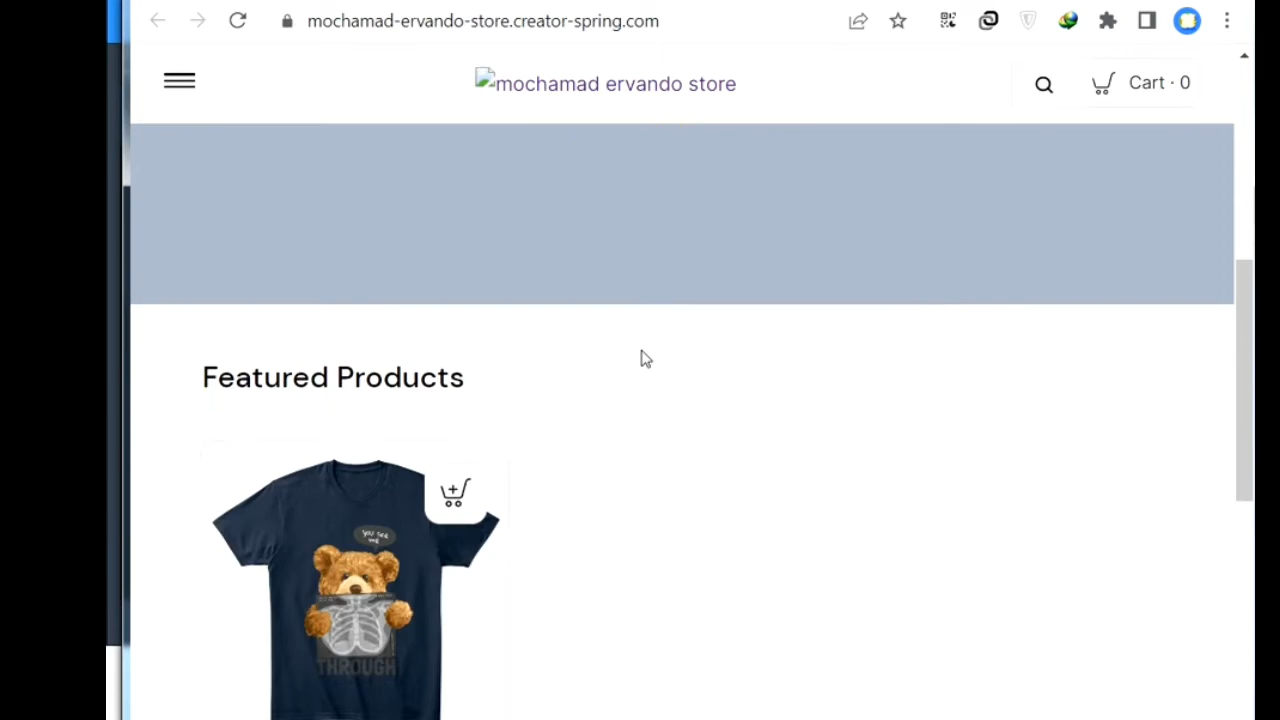 mochamad-ervando-store.creator-spring.com
mochamad ervando store
Cart · 0
Featured Products
you see
me
THROUGH